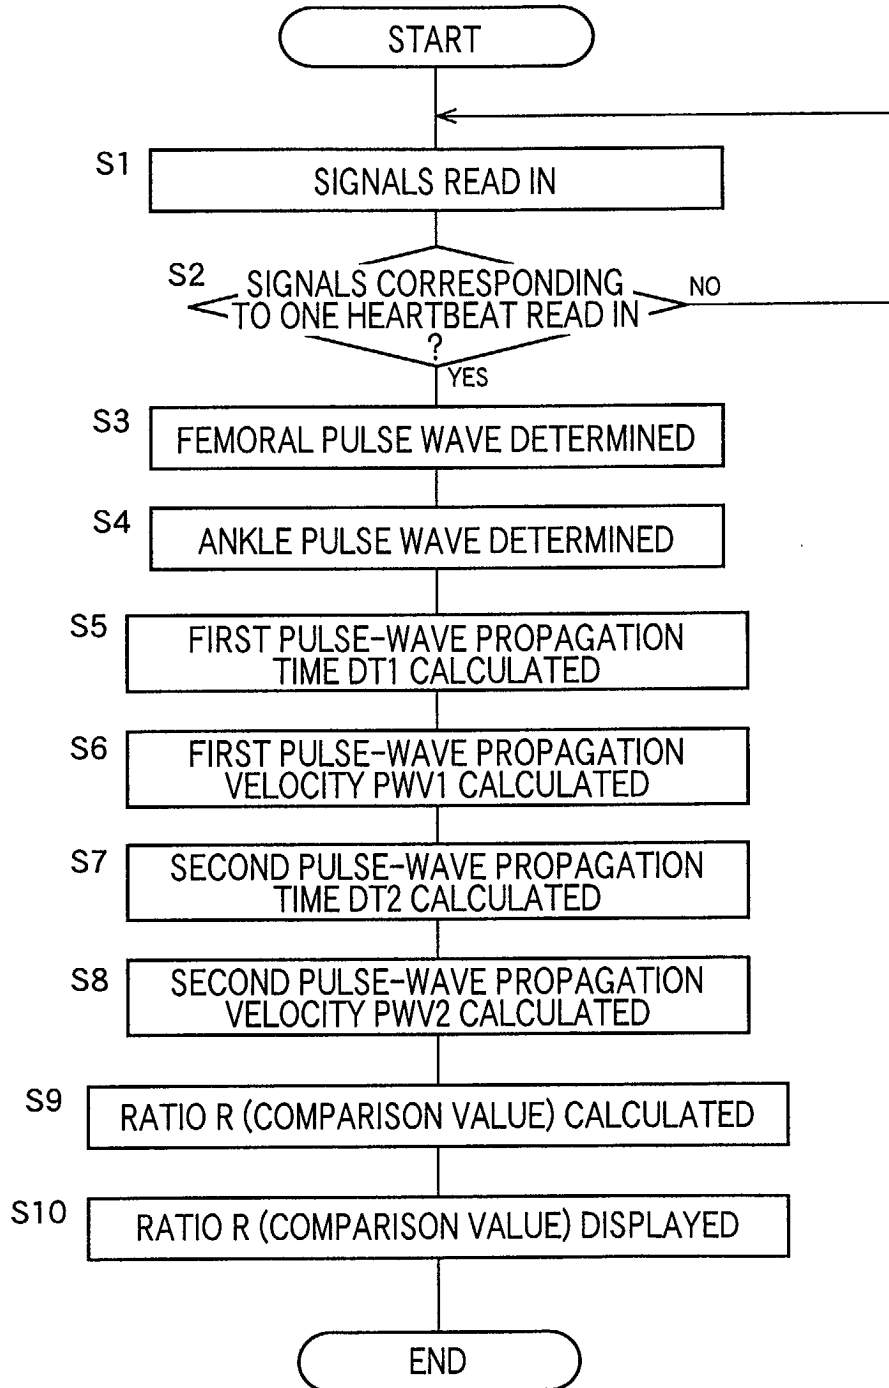 START
S1
SIGNALS READ IN
S2
SIGNALS CORRESPONDING
TO ONE HEARTBEAT READ IN
?
NO
YES
S3
FEMORAL PULSE WAVE DETERMINED
S4
ANKLE PULSE WAVE DETERMINED
S5
FIRST PULSE-WAVE PROPAGATION
TIME DT1 CALCULATED
S6
FIRST PULSE-WAVE PROPAGATION
VELOCITY PWV1 CALCULATED
S7
SECOND PULSE-WAVE PROPAGATION
TIME DT2 CALCULATED
S8
SECOND PULSE-WAVE PROPAGATION
VELOCITY PWV2 CALCULATED
S9
RATIO R (COMPARISON VALUE) CALCULATED
S10
RATIO R (COMPARISON VALUE) DISPLAYED
END